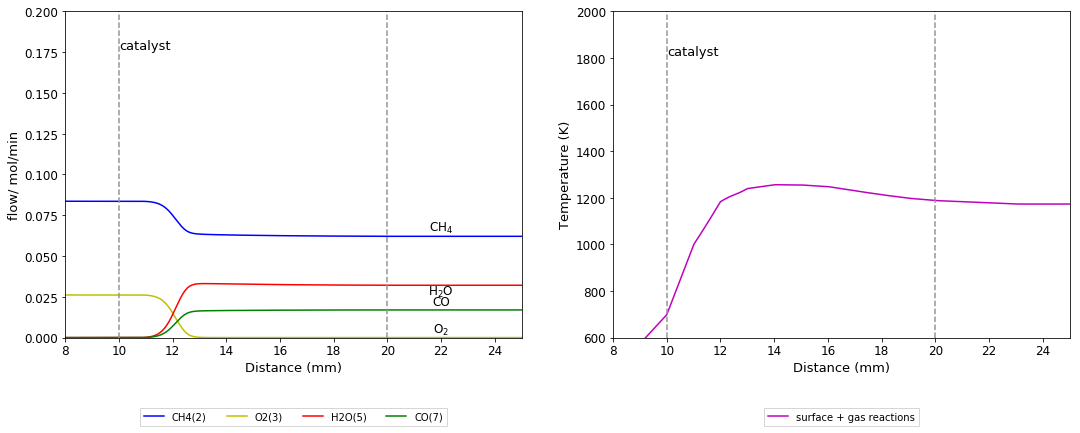 0.200
0.175
0.150
0.125
0.100
0.075
0.050
0.025
0.000
flow/ mol/min
catalyst
CH₄
H₂O
CO
O₂
8 10 12 14 16 18 20 22 24
Distance (mm)
CH4(2) O2(3) H2O(5) CO(7)
2000
1800
1600
1400
1200
1000
800
600
Temperature (K)
catalyst
8 10 12 14 16 18 20 22 24
Distance (mm)
surface + gas reactions